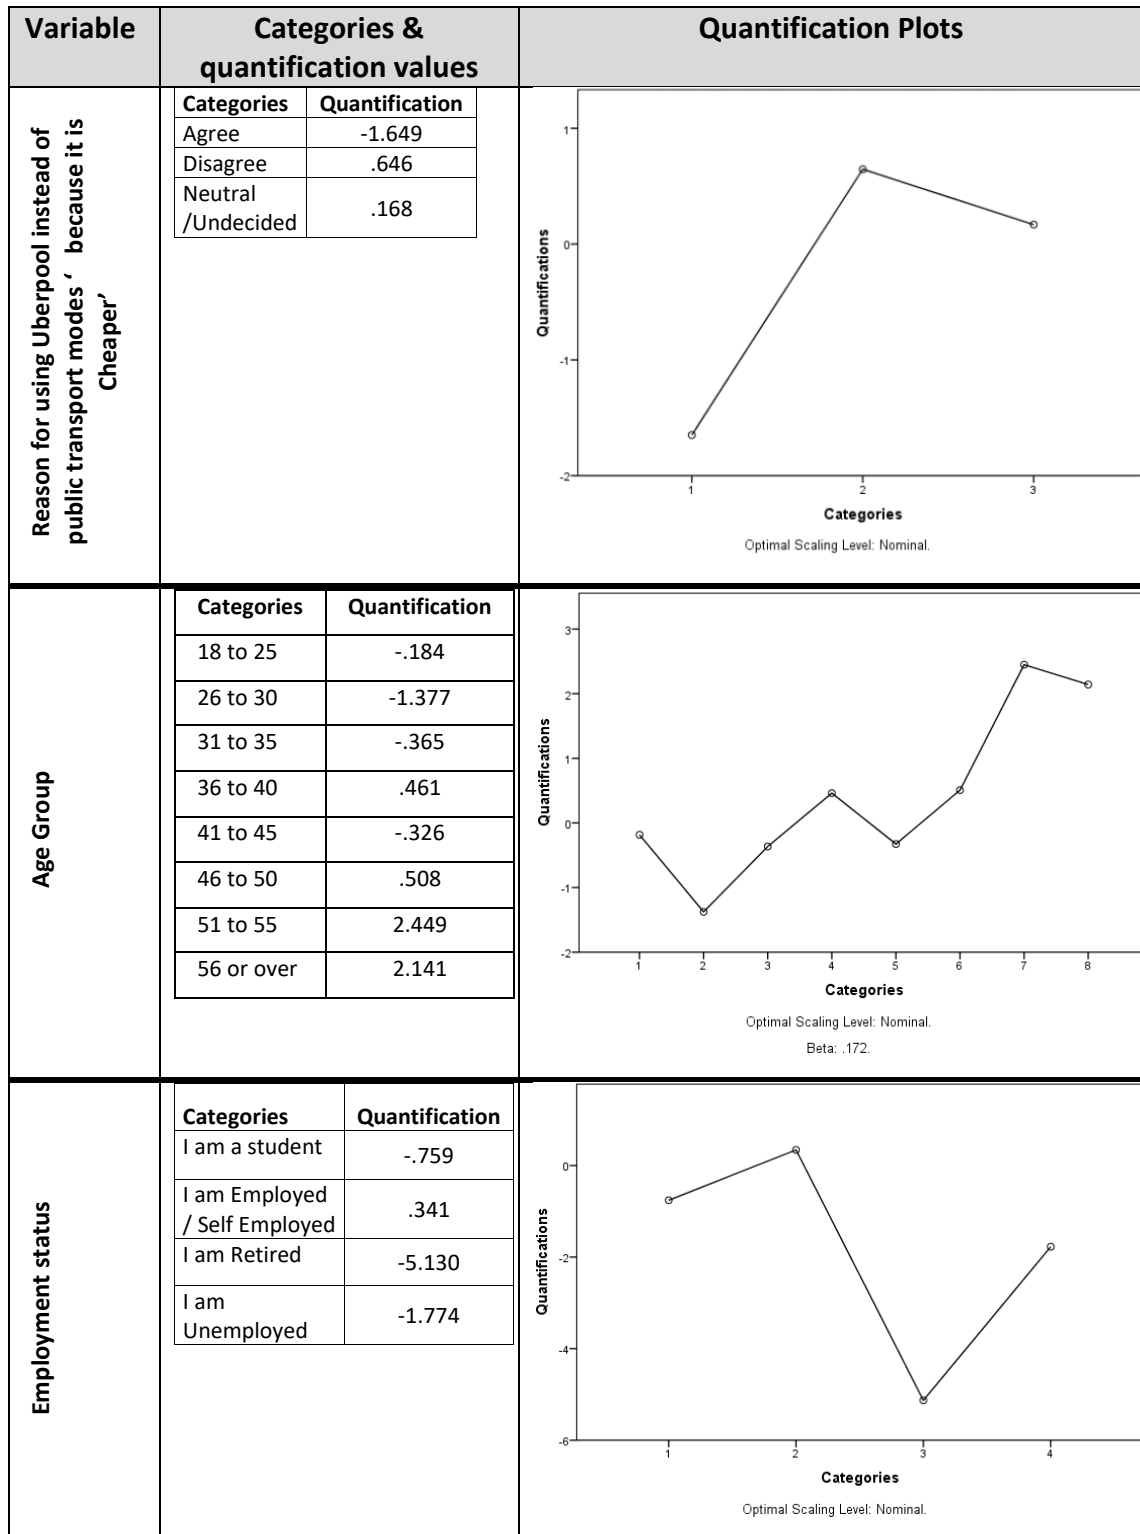 Variable
Categories &
quantification values
Quantification Plots
Reason for using Uberpool instead of
public transport modes ‘ because it is
Cheaper’
Categories Quantification
Agree -1.649
Disagree .646
Neutral
/Undecided .168
1
0
-1
-2
Quantifications
1 2 3
Categories
Optimal Scaling Level: Nominal.
Age Group
Categories Quantification
18 to 25 -.184
26 to 30 -1.377
31 to 35 -.365
36 to 40 .461
41 to 45 -.326
46 to 50 .508
51 to 55 2.449
56 or over 2.141
3
2
1
0
-1
-2
Quantifications
1 2 3 4 5 6 7 8
Categories
Optimal Scaling Level: Nominal.
Beta: .172.
Employment status
Categories Quantification
I am a student -.759
I am Employed
/ Self Employed .341
I am Retired -5.130
I am
Unemployed -1.774
0
-2
-4
-6
Quantifications
1 2 3 4
Categories
Optimal Scaling Level: Nominal.